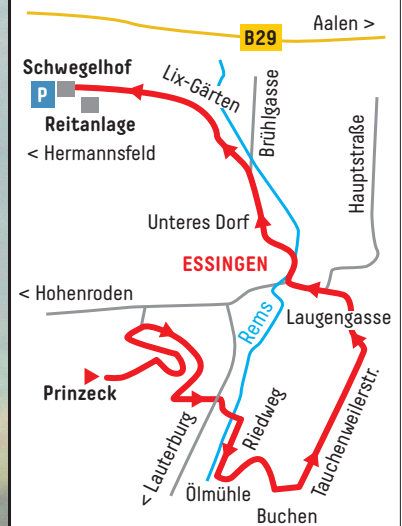 Aalen >
B29
Schwegelhof
P
Lix-Gärten
Reitanlage
Brühlgasse
< Hermannsfeld
Hauptstraße
Unteres Dorf
ESSINGEN
< Hohenroden
Laugengasse
Rems
Prinzeck
Riedweg
Tauchenweilerstr.
< Lauterburg
Ölmühle
Buchen